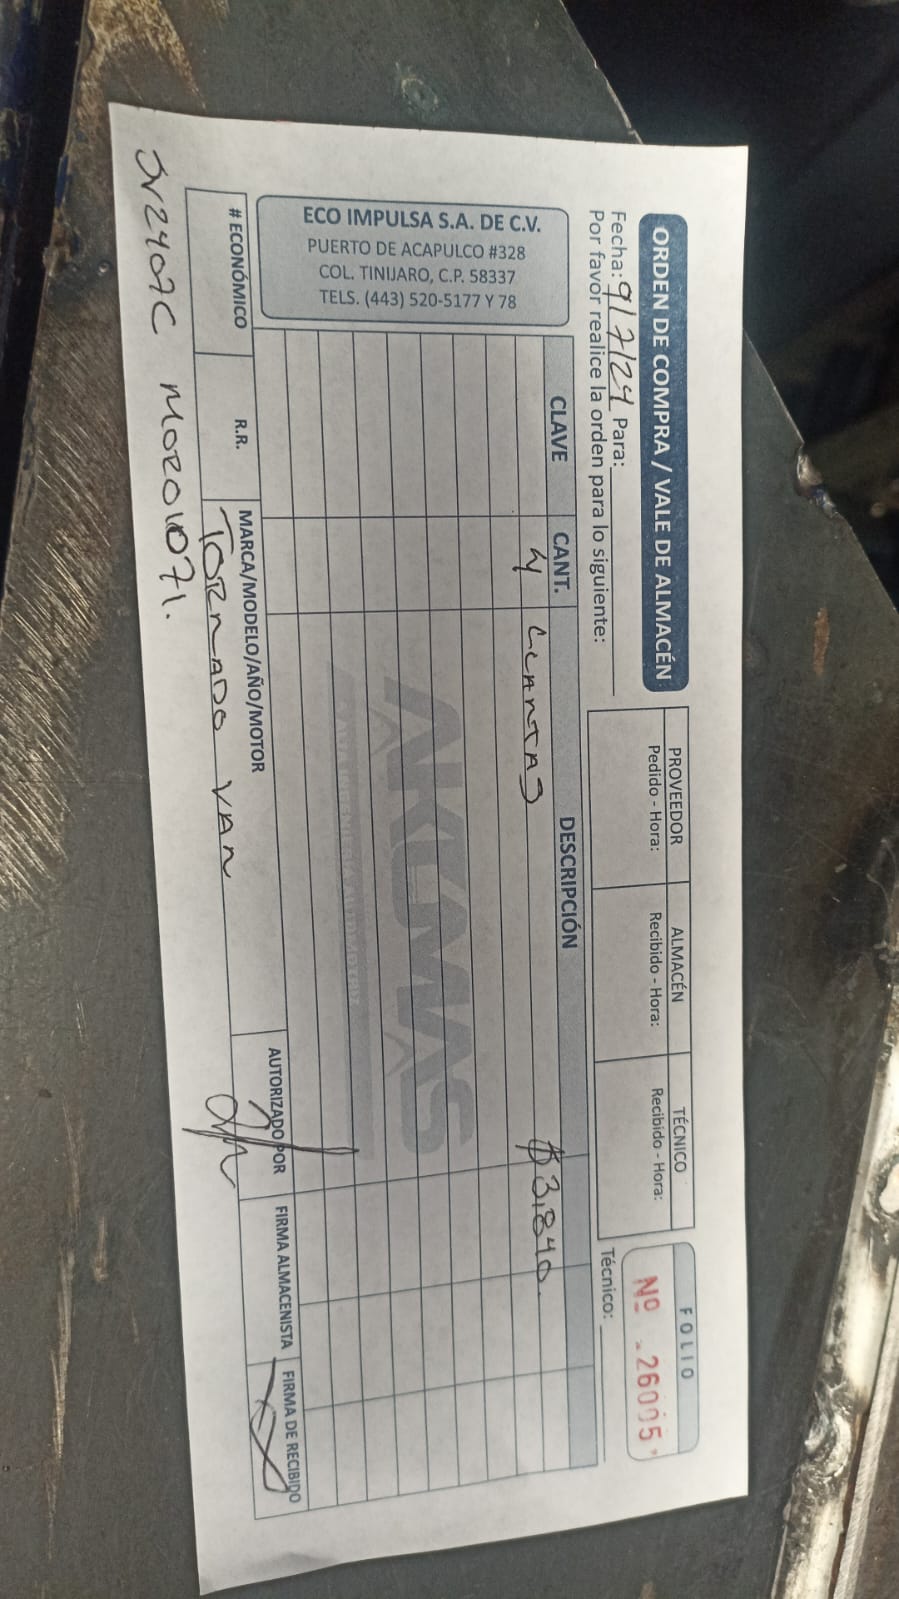 ORDEN DE COMPRA / VALE DE ALMACÉN
Fecha: 9/7/24 Para:
Por favor realice la orden para lo siguiente:
PROVEEDOR
Pedido - Hora:
ALMACÉN
Recibido - Hora:
TÉCNICO
Recibido - Hora:
FOLIO
Nº 26005
Técnico:
ECO IMPULSA S.A. DE C.V.
PUERTO DE ACAPULCO #328
COL. TINIJARO, C.P. 58337
TELS. (443) 520-5177 Y 78
CLAVE CANT. DESCRIPCIÓN
4 LLANTAS $3,840.
AKUMAS
# ECONÓMICO R.R. MARCA/MODELO/AÑO/MOTOR AUTORIZADO POR FIRMA ALMACENISTA FIRMA DE RECIBIDO
TORNADO VAN